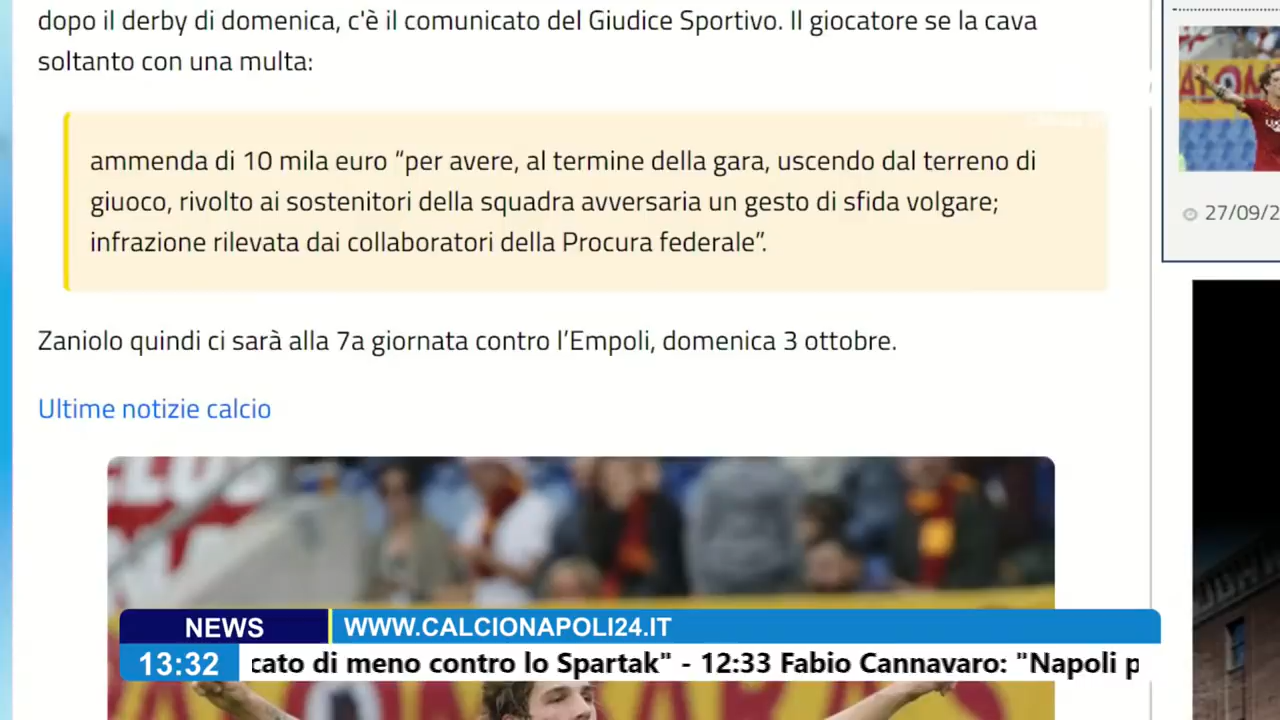 dopo il derby di domenica, c'è il comunicato del Giudice Sportivo. Il giocatore se la cava
soltanto con una multa:
ammenda di 10 mila euro “per avere, al termine della gara, uscendo dal terreno di
giuoco, rivolto ai sostenitori della squadra avversaria un gesto di sfida volgare;
infrazione rilevata dai collaboratori della Procura federale”.
Zaniolo quindi ci sarà alla 7a giornata contro l’Empoli, domenica 3 ottobre.
Ultime notizie calcio
27/09/2
NEWS
WWW.CALCIONAPOLI24.IT
13:32
cato di meno contro lo Spartak" - 12:33 Fabio Cannavaro: "Napoli p